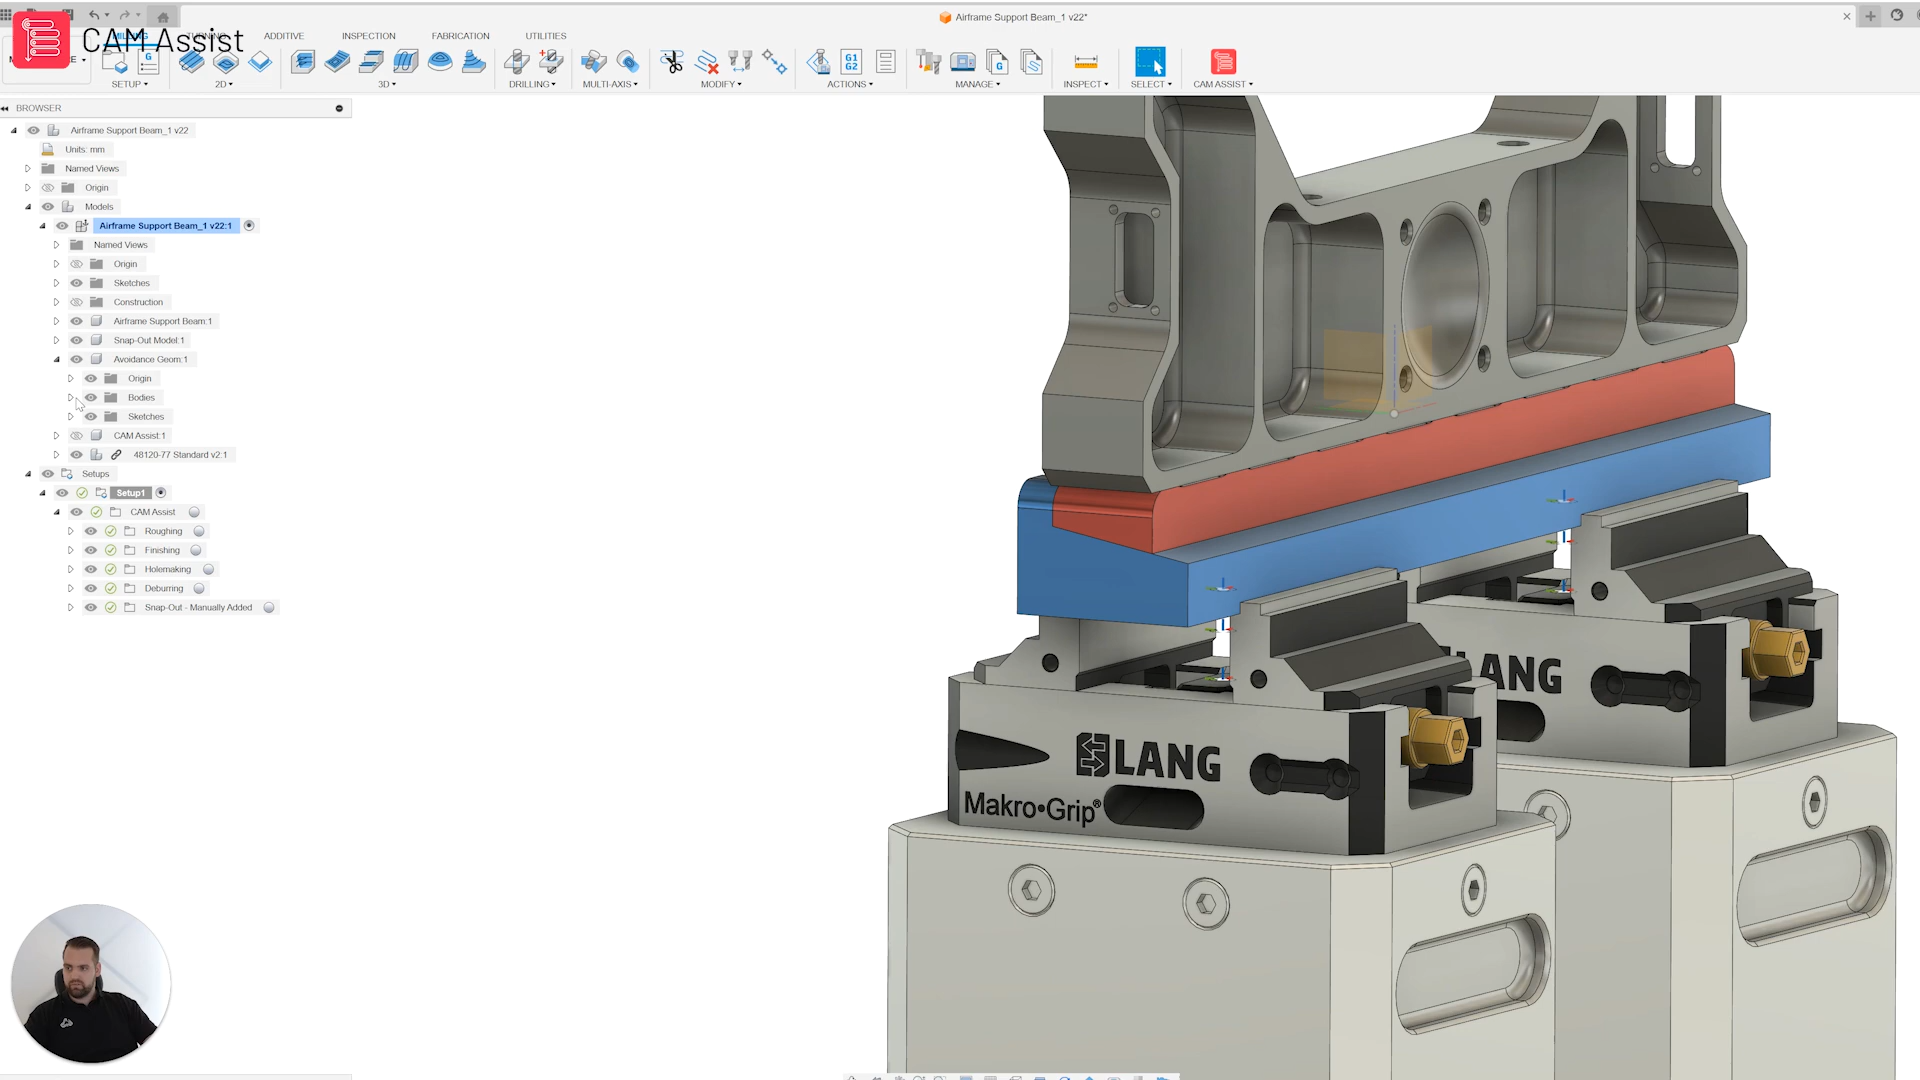 Airframe Support Beam_1 v22*
CAM Assist
MILLING
TURNING
ADDITIVE
INSPECTION
FABRICATION
UTILITIES
G1
G2
SETUP
2D
3D
DRILLING
MULTI-AXIS
MODIFY
ACTIONS
MANAGE
INSPECT
SELECT
CAM ASSIST
BROWSER
Airframe Support Beam_1 v22
Units: mm
Named Views
Origin
Models
Airframe Support Beam_1 v22:1
Named Views
Origin
Sketches
Construction
Airframe Support Beam:1
Snap-Out Model:1
Avoidance Geom:1
Origin
Bodies
Sketches
CAM Assist:1
48120-77 Standard v2:1
Setups
Setup1
CAM Assist
Roughing
Finishing
Holemaking
Deburring
Snap-Out - Manually Added
LANG
LANG
Makro•Grip®